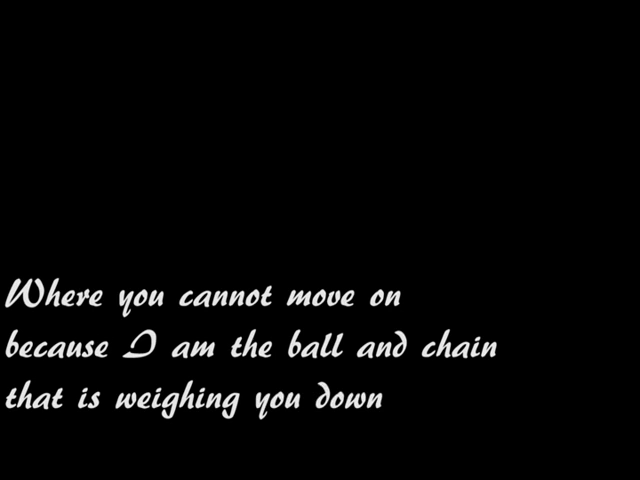 Where you cannot move on
because I am the ball and chain
that is weighing you down